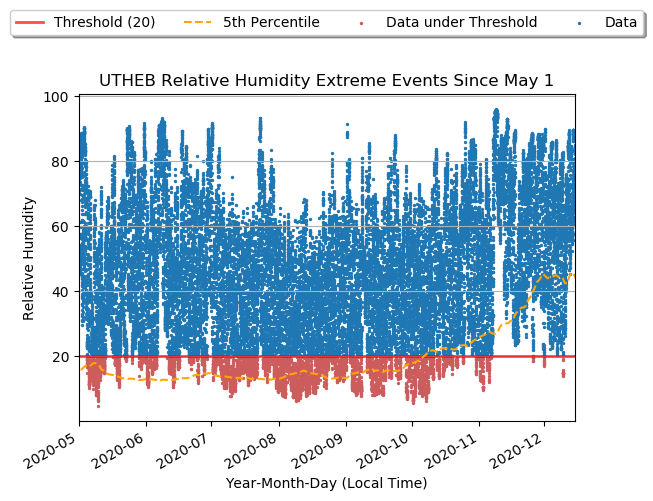 Threshold (20) 5th Percentile Data under Threshold Data
UTHEB Relative Humidity Extreme Events Since May 1
100
80
60
40
20
Relative Humidity
2020-05 2020-06 2020-07 2020-08 2020-09 2020-10 2020-11 2020-12
Year-Month-Day (Local Time)